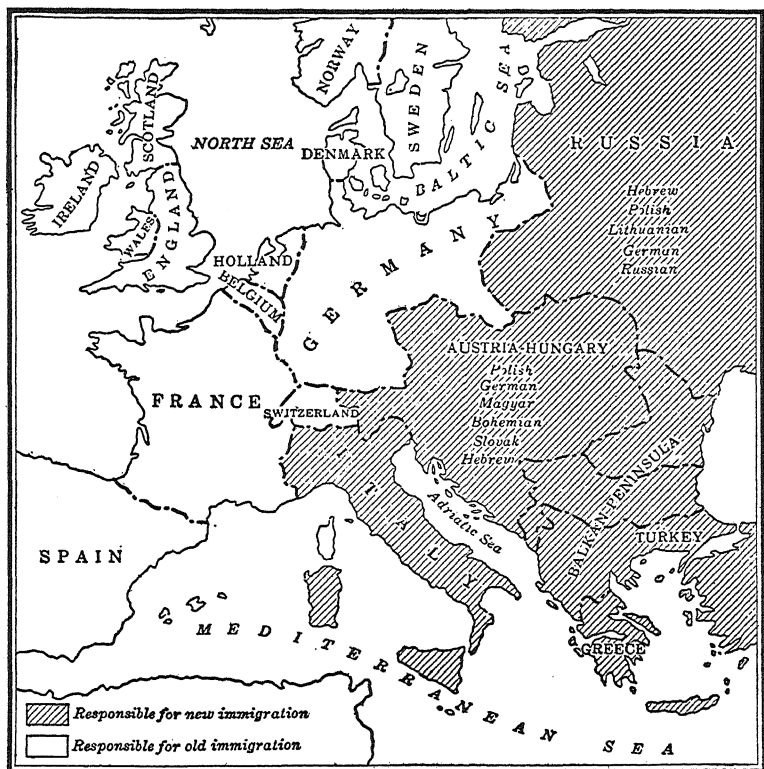 NORWAY
SWEDEN
BALTIC SEA
SCOTLAND
NORTH SEA
DENMARK
RUSSIA
IRELAND
WALES
ENGLAND
Hebrew
Polish
Lithuanian
German
Russian
HOLLAND
BELGIUM
GERMANY
AUSTRIA-HUNGARY
Polish
German
Magyar
Bohemian
Slovak
Hebrew
FRANCE
SWITZERLAND
ITALY
Adriatic Sea
BALKAN-PENINSULA
TURKEY
SPAIN
GREECE
MEDITERRANEAN SEA
Responsible for new immigration
Responsible for old immigration